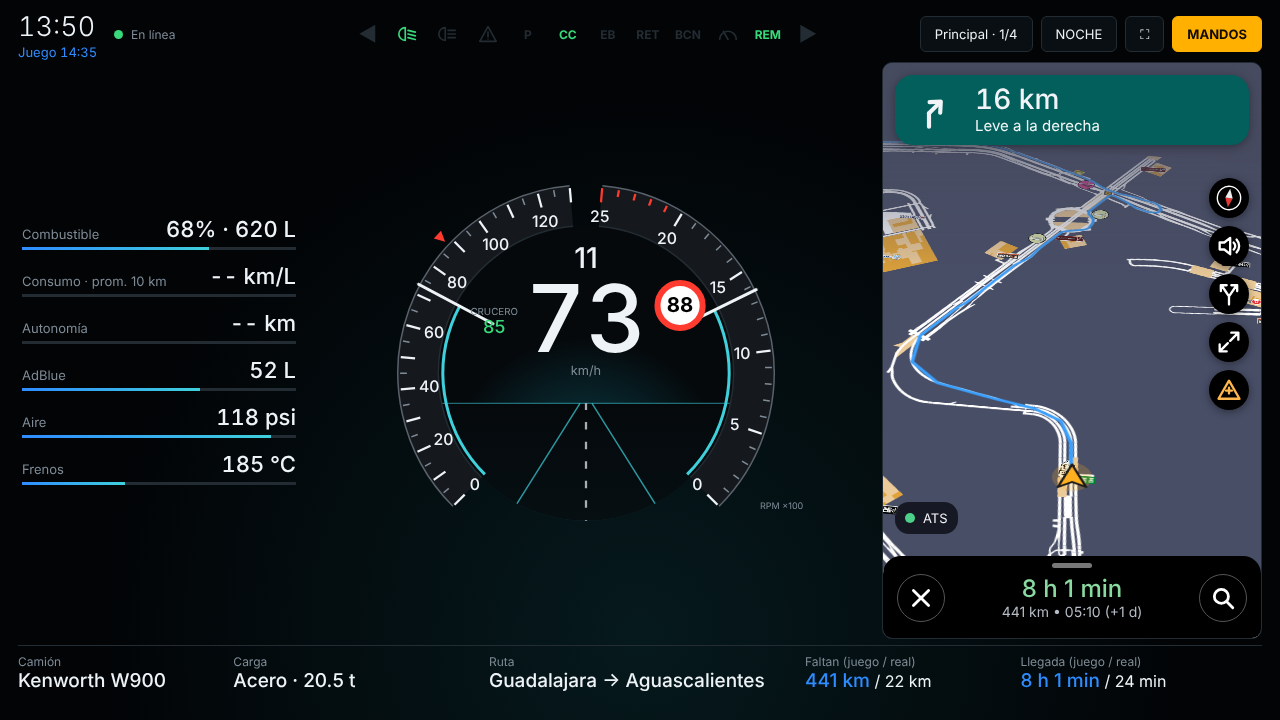 13:50
Juego 14:35
En línea
P
CC
EB
RET
BCN
REM
Principal · 1/4
NOCHE
MANDOS
16 km
Leve a la derecha
Combustible
68% · 620 L
Consumo · prom. 10 km
-- km/L
Autonomía
-- km
AdBlue
52 L
Aire
118 psi
Frenos
185 °C
0
20
40
60
80
100
120
11
73
km/h
CRUCERO
85
88
25
20
15
10
5
0
RPM ×100
ATS
8 h 1 min
441 km • 05:10 (+1 d)
Camión
Kenworth W900
Carga
Acero · 20.5 t
Ruta
Guadalajara → Aguascalientes
Faltan (juego / real)
441 km / 22 km
Llegada (juego / real)
8 h 1 min / 24 min